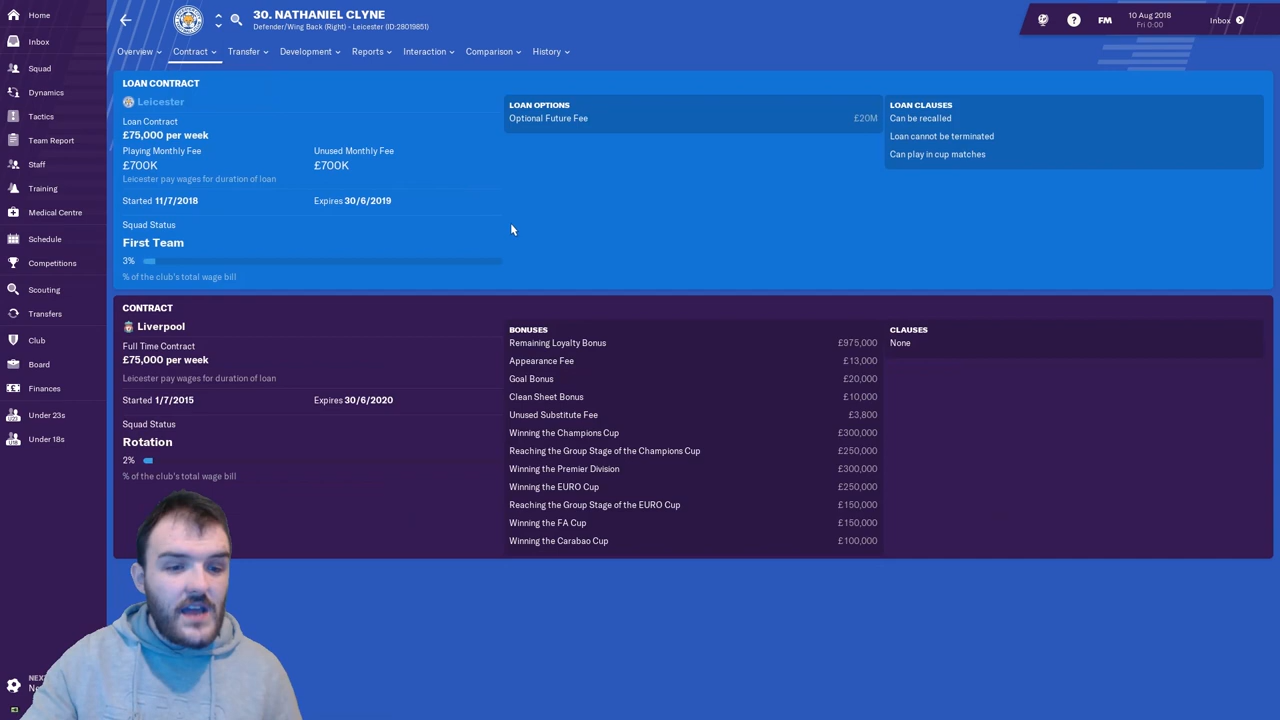 30. NATHANIEL CLYNE
Defender/Wing Back (Right) - Leicester (ID:28019851)
FM
10 Aug 2018
Fri 0:00
Inbox
Home
Inbox
Squad
Dynamics
Tactics
Team Report
Staff
Training
Medical Centre
Schedule
Competitions
Scouting
Transfers
Club
Board
Finances
Under 23s
Under 18s
Overview
Contract
Transfer
Development
Reports
Interaction
Comparison
History
LOAN CONTRACT
Leicester
Loan Contract
£75,000 per week
Playing Monthly Fee
Unused Monthly Fee
£700K
£700K
Leicester pay wages for duration of loan
Started 11/7/2018
Expires 30/6/2019
Squad Status
First Team
3%
% of the club's total wage bill
LOAN OPTIONS
Optional Future Fee £20M
LOAN CLAUSES
Can be recalled
Loan cannot be terminated
Can play in cup matches
CONTRACT
Liverpool
Full Time Contract
£75,000 per week
Leicester pay wages for duration of loan
Started 1/7/2015
Expires 30/6/2020
Squad Status
Rotation
2%
% of the club's total wage bill
BONUSES
Remaining Loyalty Bonus £975,000
Appearance Fee £13,000
Goal Bonus £20,000
Clean Sheet Bonus £10,000
Unused Substitute Fee £3,800
Winning the Champions Cup £300,000
Reaching the Group Stage of the Champions Cup £250,000
Winning the Premier Division £300,000
Winning the EURO Cup £250,000
Reaching the Group Stage of the EURO Cup £150,000
Winning the FA Cup £150,000
Winning the Carabao Cup £100,000
CLAUSES
None